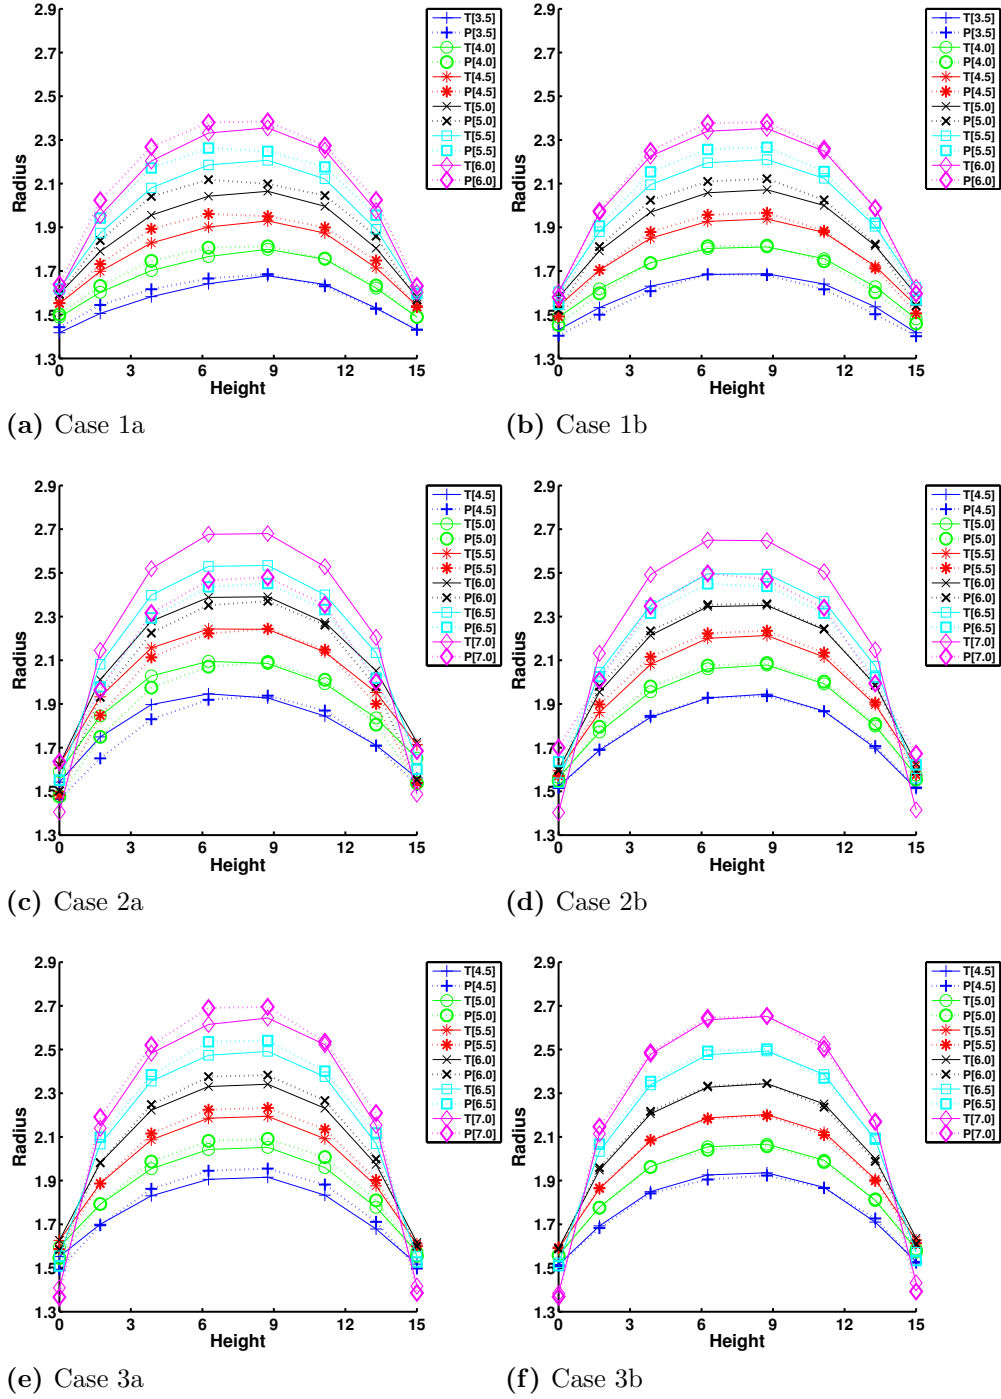 2.9
2.7
2.5
2.3
2.1
1.9
1.7
1.5
1.3
Radius
0 3 6 9 12 15
Height
T[3.5]
P[3.5]
T[4.0]
P[4.0]
T[4.5]
P[4.5]
T[5.0]
P[5.0]
T[5.5]
P[5.5]
T[6.0]
P[6.0]
(a) Case 1a
2.9
2.7
2.5
2.3
2.1
1.9
1.7
1.5
1.3
Radius
0 3 6 9 12 15
Height
T[3.5]
P[3.5]
T[4.0]
P[4.0]
T[4.5]
P[4.5]
T[5.0]
P[5.0]
T[5.5]
P[5.5]
T[6.0]
P[6.0]
(b) Case 1b
2.9
2.7
2.5
2.3
2.1
1.9
1.7
1.5
1.3
Radius
0 3 6 9 12 15
Height
T[4.5]
P[4.5]
T[5.0]
P[5.0]
T[5.5]
P[5.5]
T[6.0]
P[6.0]
T[6.5]
P[6.5]
T[7.0]
P[7.0]
(c) Case 2a
2.9
2.7
2.5
2.3
2.1
1.9
1.7
1.5
1.3
Radius
0 3 6 9 12 15
Height
T[4.5]
P[4.5]
T[5.0]
P[5.0]
T[5.5]
P[5.5]
T[6.0]
P[6.0]
T[6.5]
P[6.5]
T[7.0]
P[7.0]
(d) Case 2b
2.9
2.7
2.5
2.3
2.1
1.9
1.7
1.5
1.3
Radius
0 3 6 9 12 15
Height
T[4.5]
P[4.5]
T[5.0]
P[5.0]
T[5.5]
P[5.5]
T[6.0]
P[6.0]
T[6.5]
P[6.5]
T[7.0]
P[7.0]
(e) Case 3a
2.9
2.7
2.5
2.3
2.1
1.9
1.7
1.5
1.3
Radius
0 3 6 9 12 15
Height
T[4.5]
P[4.5]
T[5.0]
P[5.0]
T[5.5]
P[5.5]
T[6.0]
P[6.0]
T[6.5]
P[6.5]
T[7.0]
P[7.0]
(f) Case 3b